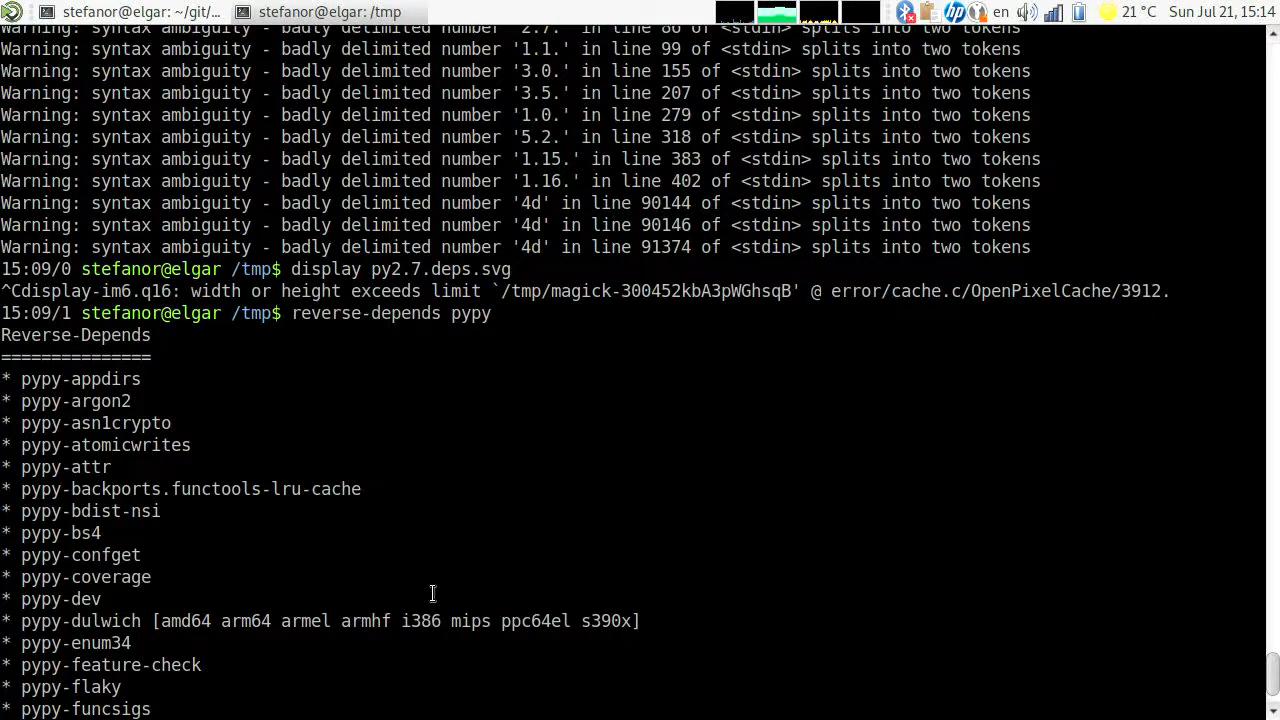 stefanor@elgar: ~/git/... stefanor@elgar: /tmp en 21 °C Sun Jul 21, 15:14
Warning: syntax ambiguity - badly delimited number '2.7.' in line 86 of <stdin> splits into two tokens
Warning: syntax ambiguity - badly delimited number '1.1.' in line 99 of <stdin> splits into two tokens
Warning: syntax ambiguity - badly delimited number '3.0.' in line 155 of <stdin> splits into two tokens
Warning: syntax ambiguity - badly delimited number '3.5.' in line 207 of <stdin> splits into two tokens
Warning: syntax ambiguity - badly delimited number '1.0.' in line 279 of <stdin> splits into two tokens
Warning: syntax ambiguity - badly delimited number '5.2.' in line 318 of <stdin> splits into two tokens
Warning: syntax ambiguity - badly delimited number '1.15.' in line 383 of <stdin> splits into two tokens
Warning: syntax ambiguity - badly delimited number '1.16.' in line 402 of <stdin> splits into two tokens
Warning: syntax ambiguity - badly delimited number '4d' in line 90144 of <stdin> splits into two tokens
Warning: syntax ambiguity - badly delimited number '4d' in line 90146 of <stdin> splits into two tokens
Warning: syntax ambiguity - badly delimited number '4d' in line 91374 of <stdin> splits into two tokens
15:09/0 stefanor@elgar /tmp$ display py2.7.deps.svg
^Cdisplay-im6.q16: width or height exceeds limit `/tmp/magick-300452kbA3pWGhsqB' @ error/cache.c/OpenPixelCache/3912.
15:09/1 stefanor@elgar /tmp$ reverse-depends pypy
Reverse-Depends
===============
* pypy-appdirs
* pypy-argon2
* pypy-asn1crypto
* pypy-atomicwrites
* pypy-attr
* pypy-backports.functools-lru-cache
* pypy-bdist-nsi
* pypy-bs4
* pypy-confget
* pypy-coverage
* pypy-dev
* pypy-dulwich [amd64 arm64 armel armhf i386 mips ppc64el s390x]
* pypy-enum34
* pypy-feature-check
* pypy-flaky
* pypy-funcsigs